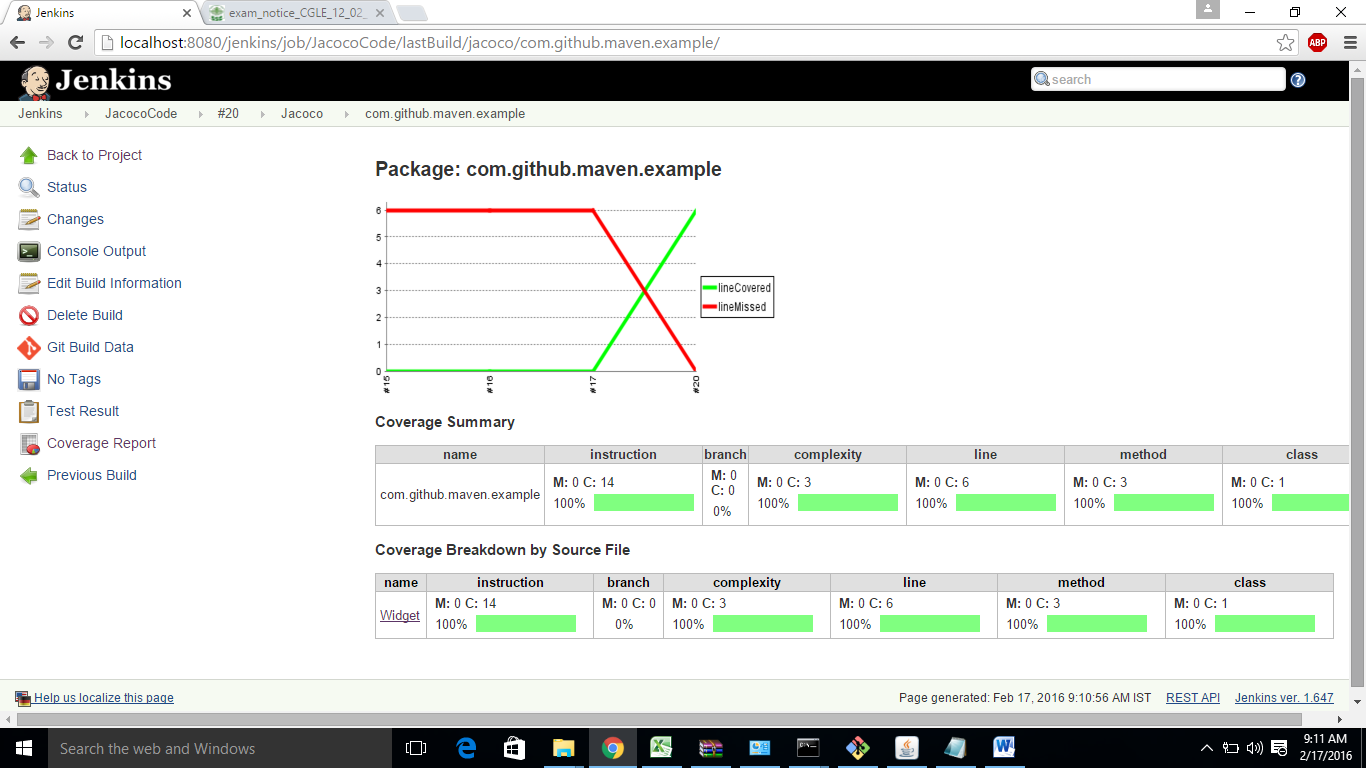 Jenkins
exam_notice_CGLE_12_02_
localhost:8080/jenkins/job/JacocoCode/lastBuild/jacoco/com.github.maven.example/
ABP
Jenkins
search
?
Jenkins JacocoCode #20 Jacoco com.github.maven.example
Back to Project
Status
Changes
Console Output
Edit Build Information
Delete Build
Git Build Data
No Tags
Test Result
Coverage Report
Previous Build
Package: com.github.maven.example
6
5
4
3
2
1
0
#15 #16 #17 #20
lineCovered
lineMissed
Coverage Summary
name instruction branch complexity line method class
com.github.maven.example
M: 0 C: 14
100%
M: 0
C: 0
0%
M: 0 C: 3
100%
M: 0 C: 6
100%
M: 0 C: 3
100%
M: 0 C: 1
100%
Coverage Breakdown by Source File
name instruction branch complexity line method class
Widget
M: 0 C: 14
100%
M: 0 C: 0
0%
M: 0 C: 3
100%
M: 0 C: 6
100%
M: 0 C: 3
100%
M: 0 C: 1
100%
Help us localize this page
Page generated: Feb 17, 2016 9:10:56 AM IST REST API Jenkins ver. 1.647
Search the web and Windows
9:11 AM
2/17/2016